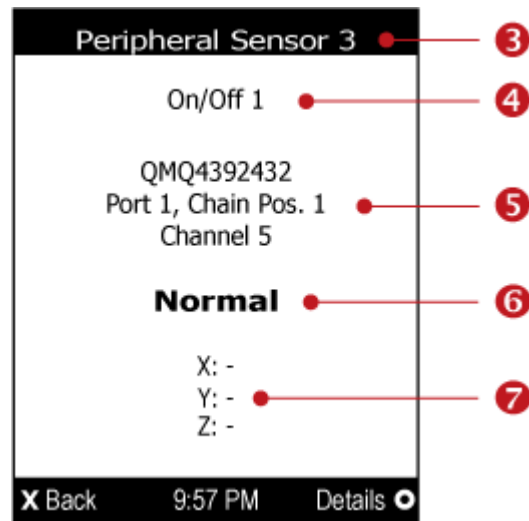 Peripheral Sensor 3
3
On/Off 1
4
QMQ4392432
Port 1, Chain Pos. 1
5
Channel 5
Normal
6
X: -
Y: -
7
Z: -
X Back 9:57 PM Details